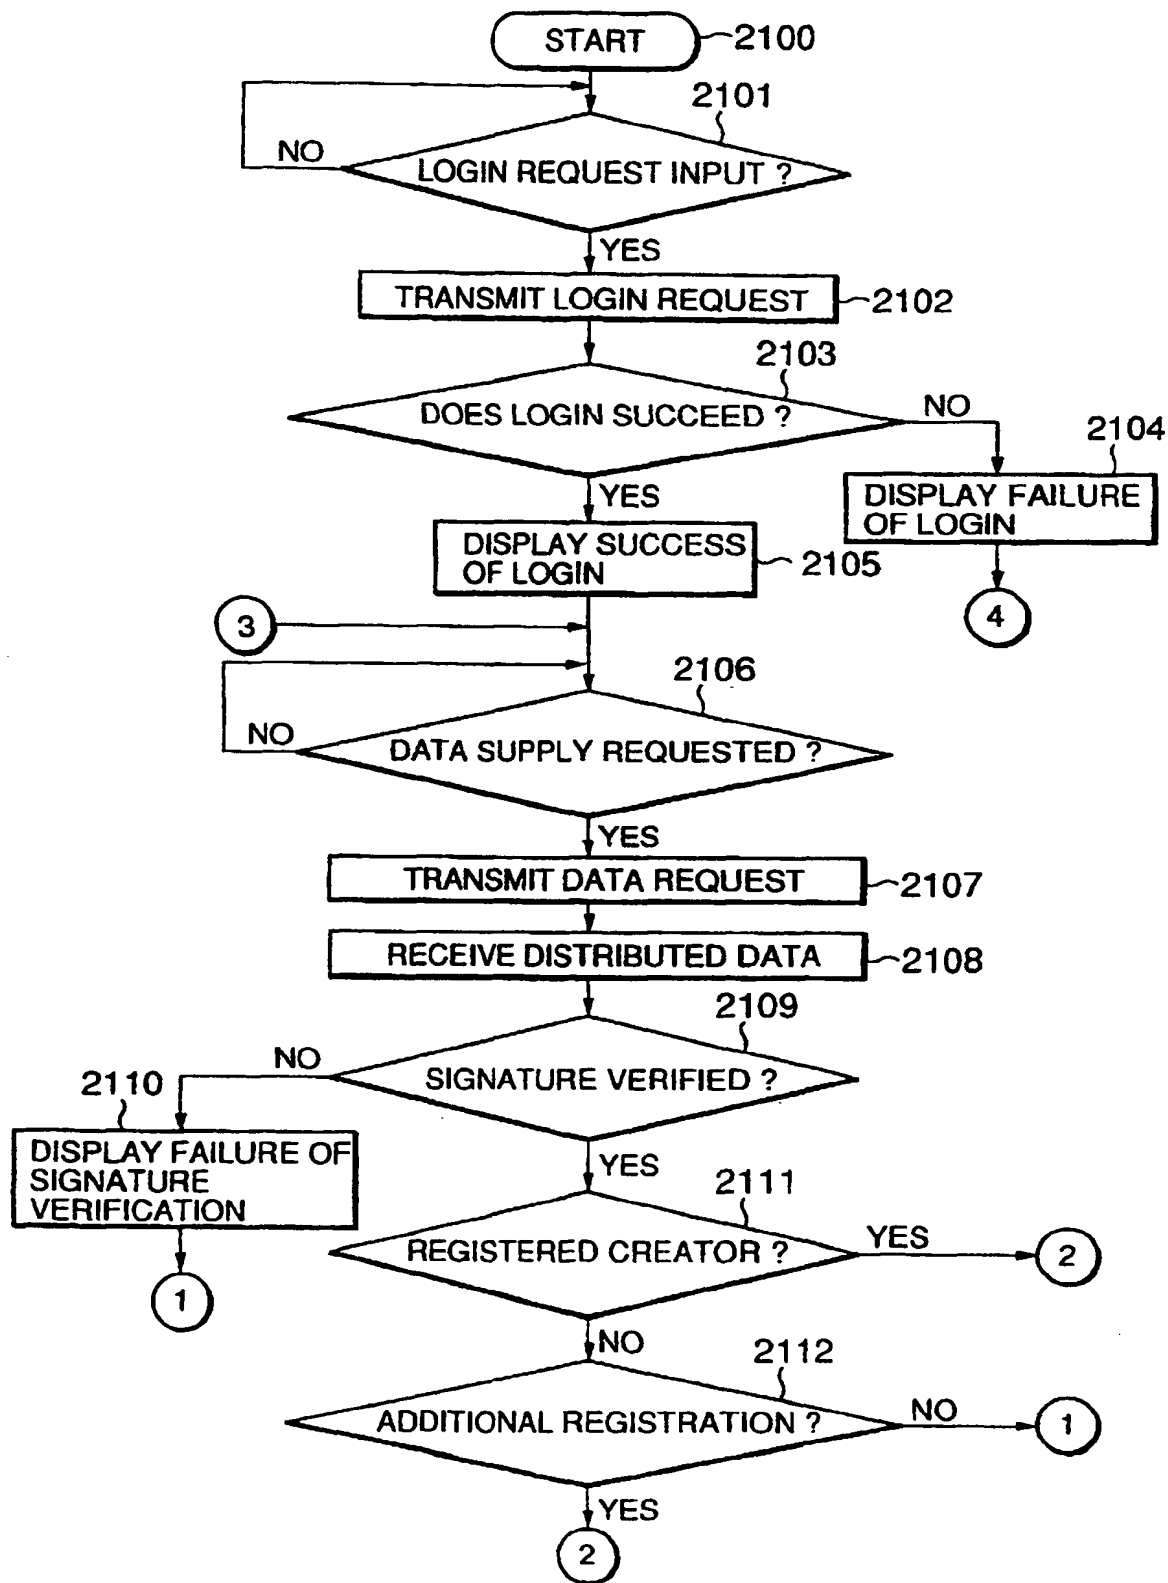 START
2100
2101
NO
LOGIN REQUEST INPUT ?
YES
TRANSMIT LOGIN REQUEST
2102
2103
DOES LOGIN SUCCEED ?
NO
2104
YES
DISPLAY FAILURE
OF LOGIN
DISPLAY SUCCESS
OF LOGIN
2105
3
4
2106
NO
DATA SUPPLY REQUESTED ?
YES
TRANSMIT DATA REQUEST
2107
RECEIVE DISTRIBUTED DATA
2108
2109
NO
SIGNATURE VERIFIED ?
2110
DISPLAY FAILURE OF
SIGNATURE
VERIFICATION
YES
2111
REGISTERED CREATOR ?
YES
2
1
NO
2112
ADDITIONAL REGISTRATION ?
NO
1
YES
2